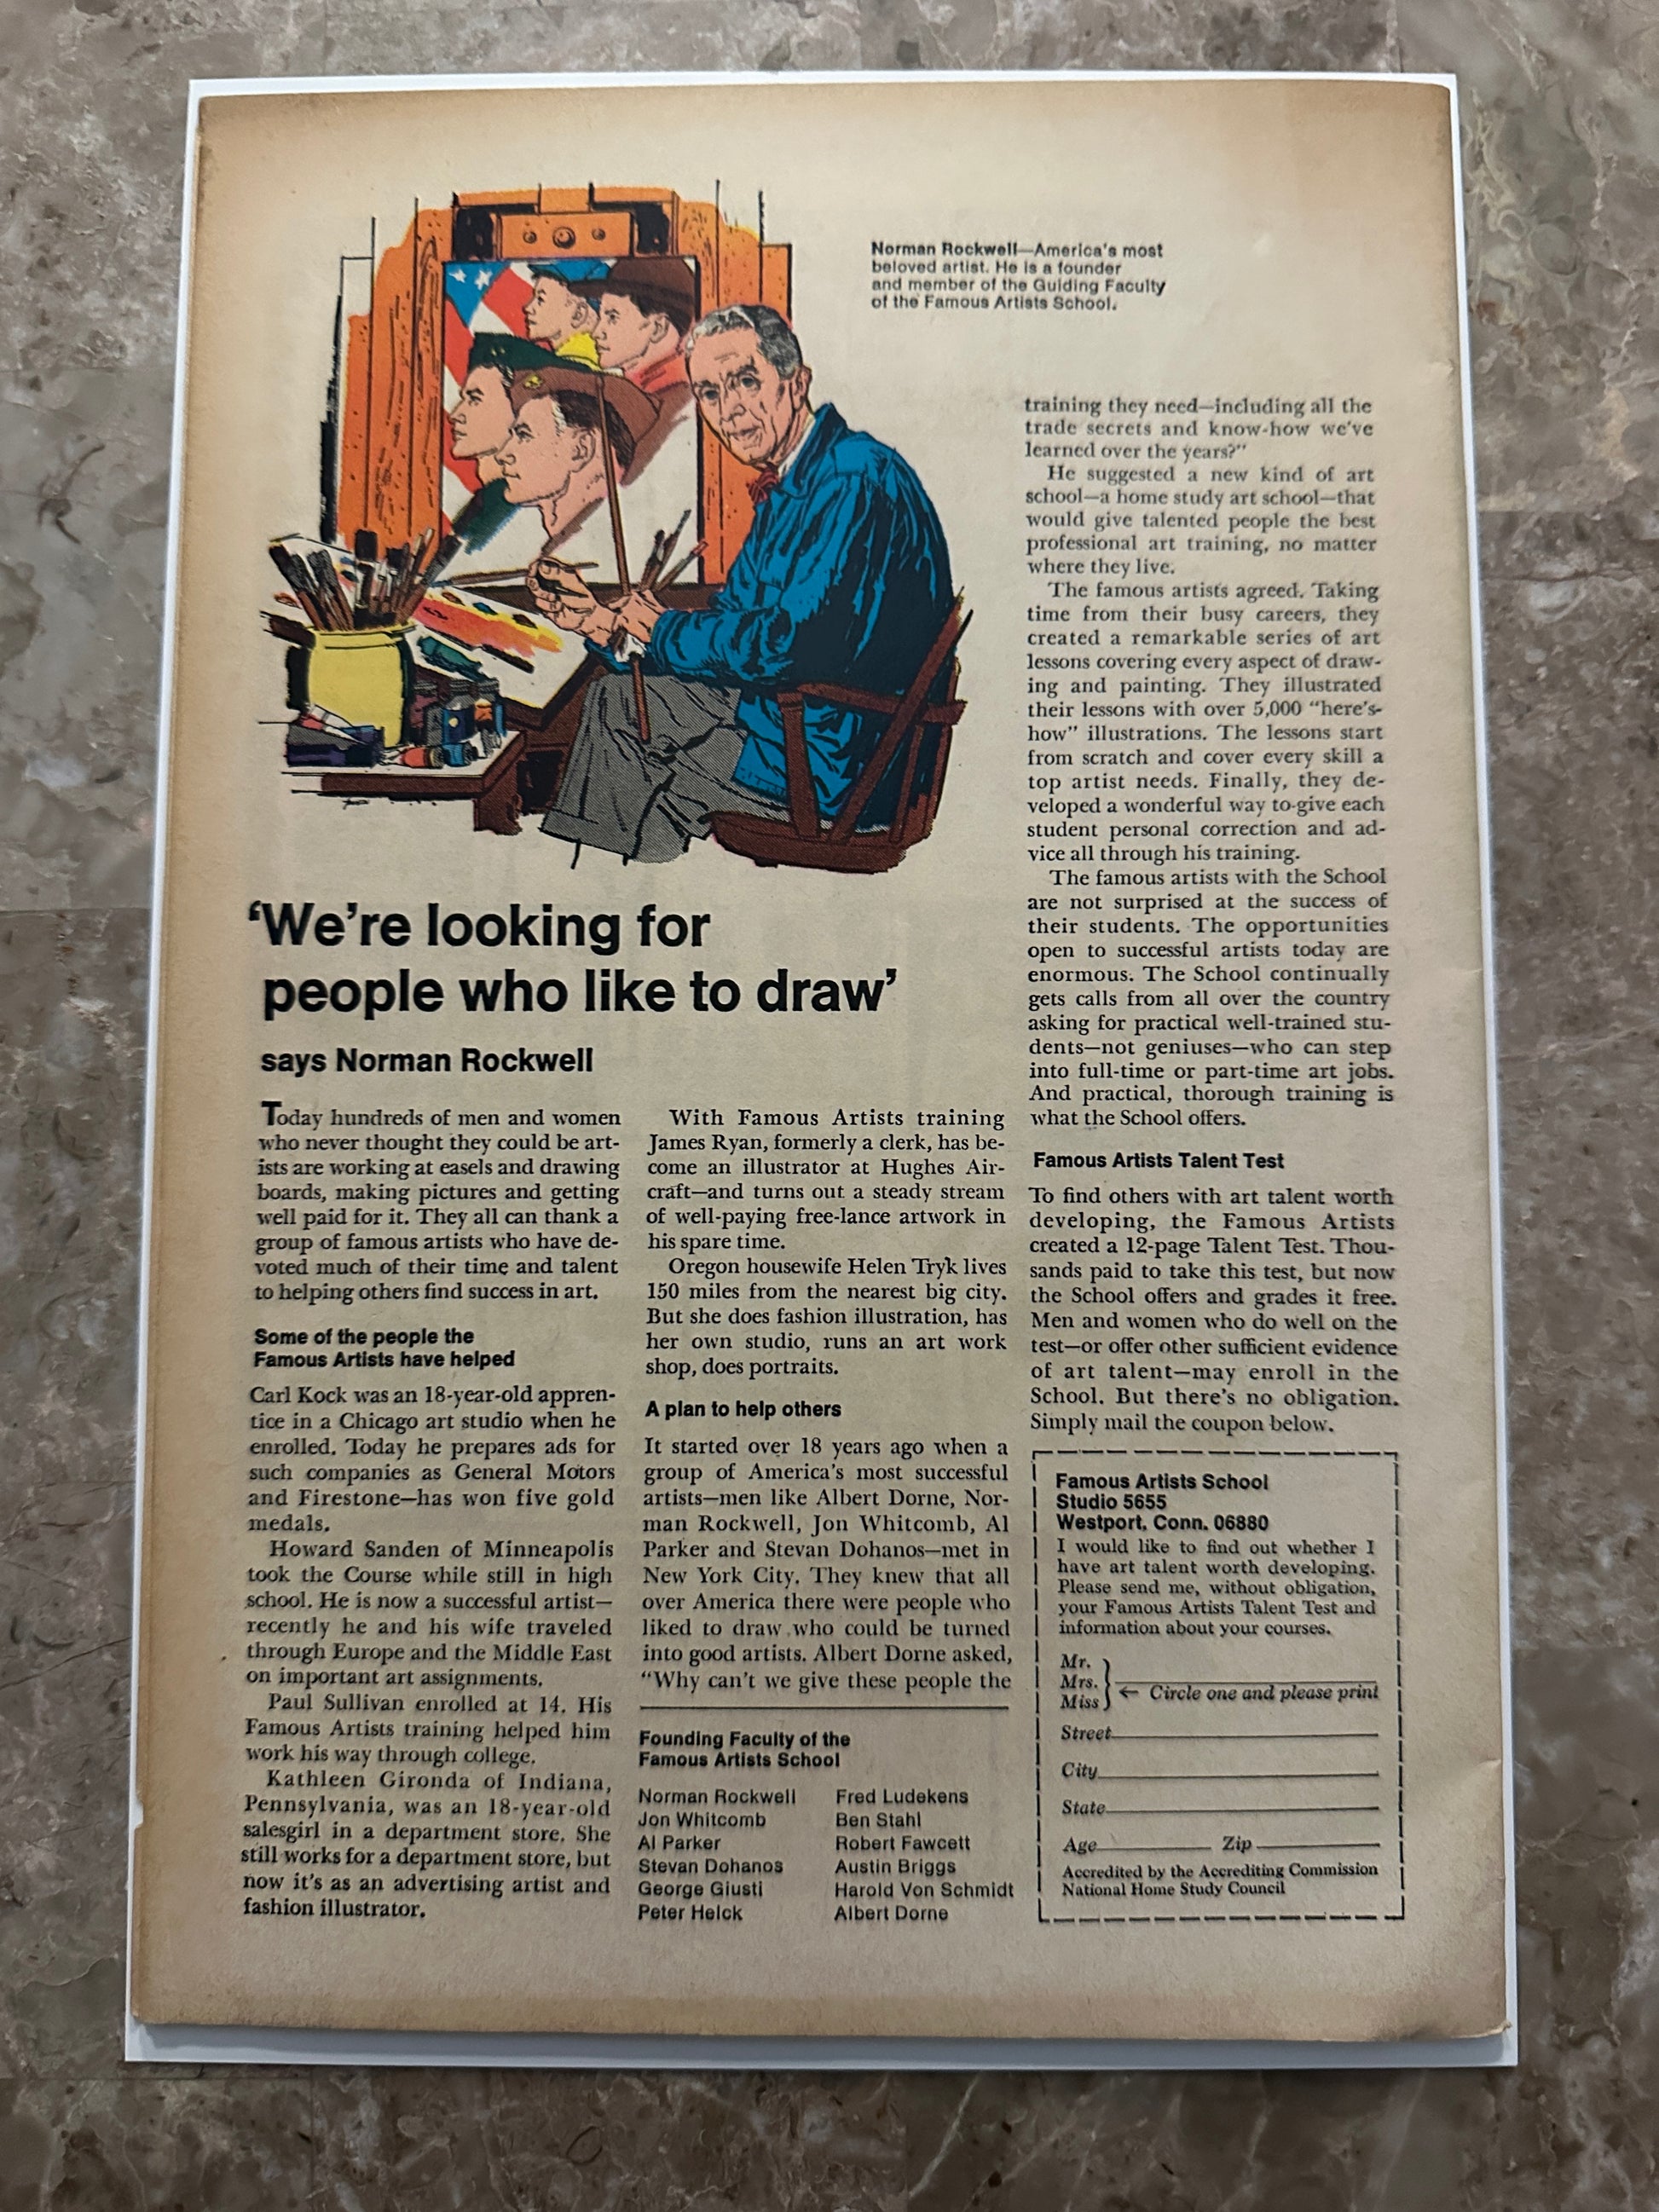 Norman Rockwell—America's most
beloved artist. He is a founder
and member of the Guiding Faculty
of the Famous Artists School.
‘We’re looking for
people who like to draw’
says Norman Rockwell
Today hundreds of men and women
who never thought they could be art-
ists are working at easels and drawing
boards, making pictures and getting
well paid for it. They all can thank a
group of famous artists who have de-
voted much of their time and talent
to helping others find success in art.
Some of the people the
Famous Artists have helped
Carl Kock was an 18-year-old appren-
tice in a Chicago art studio when he
enrolled. Today he prepares ads for
such companies as General Motors
and Firestone—has won five gold
medals.
Howard Sanden of Minneapolis
took the Course while still in high
school. He is now a successful artist—
recently he and his wife traveled
through Europe and the Middle East
on important art assignments.
Paul Sullivan enrolled at 14. His
Famous Artists training helped him
work his way through college.
Kathleen Gironda of Indiana,
Pennsylvania, was an 18-year-old
salesgirl in a department store. She
still works for a department store, but
now it's as an advertising artist and
fashion illustrator.
With Famous Artists training
James Ryan, formerly a clerk, has be-
come an illustrator at Hughes Air-
craft—and turns out a steady stream
of well-paying free-lance artwork in
his spare time.
Oregon housewife Helen Tryk lives
150 miles from the nearest big city.
But she does fashion illustration, has
her own studio, runs an art work
shop, does portraits.
A plan to help others
It started over 18 years ago when a
group of America's most successful
artists—men like Albert Dorne, Nor-
man Rockwell, Jon Whitcomb, Al
Parker and Stevan Dohanos—met in
New York City. They knew that all
over America there were people who
liked to draw who could be turned
into good artists. Albert Dorne asked,
“Why can't we give these people the
training they need—including all the
trade secrets and know-how we've
learned over the years?”
He suggested a new kind of art
school—a home study art school—that
would give talented people the best
professional art training, no matter
where they live.
The famous artists agreed. Taking
time from their busy careers, they
created a remarkable series of art
lessons covering every aspect of draw-
ing and painting. They illustrated
their lessons with over 5,000 “here's-
how” illustrations. The lessons start
from scratch and cover every skill a
top artist needs. Finally, they de-
veloped a wonderful way to give each
student personal correction and ad-
vice all through his training.
The famous artists with the School
are not surprised at the success of
their students. The opportunities
open to successful artists today are
enormous. The School continually
gets calls from all over the country
asking for practical well-trained stu-
dents—not geniuses—who can step
into full-time or part-time art jobs.
And practical, thorough training is
what the School offers.
Famous Artists Talent Test
To find others with art talent worth
developing, the Famous Artists
created a 12-page Talent Test. Thou-
sands paid to take this test, but now
the School offers and grades it free.
Men and women who do well on the
test—or offer other sufficient evidence
of art talent—may enroll in the
School. But there's no obligation.
Simply mail the coupon below.
Founding Faculty of the
Famous Artists School
Norman Rockwell
Jon Whitcomb
Al Parker
Stevan Dohanos
George Giusti
Peter Helck
Fred Ludekens
Ben Stahl
Robert Fawcett
Austin Briggs
Harold Von Schmidt
Albert Dorne
Famous Artists School
Studio 5655
Westport, Conn. 06880
I would like to find out whether I
have art talent worth developing.
Please send me, without obligation,
your Famous Artists Talent Test and
information about your courses.
Mr.
Mrs.
Miss
← Circle one and please print
Street
City
State
Age Zip
Accredited by the Accrediting Commission
National Home Study Council